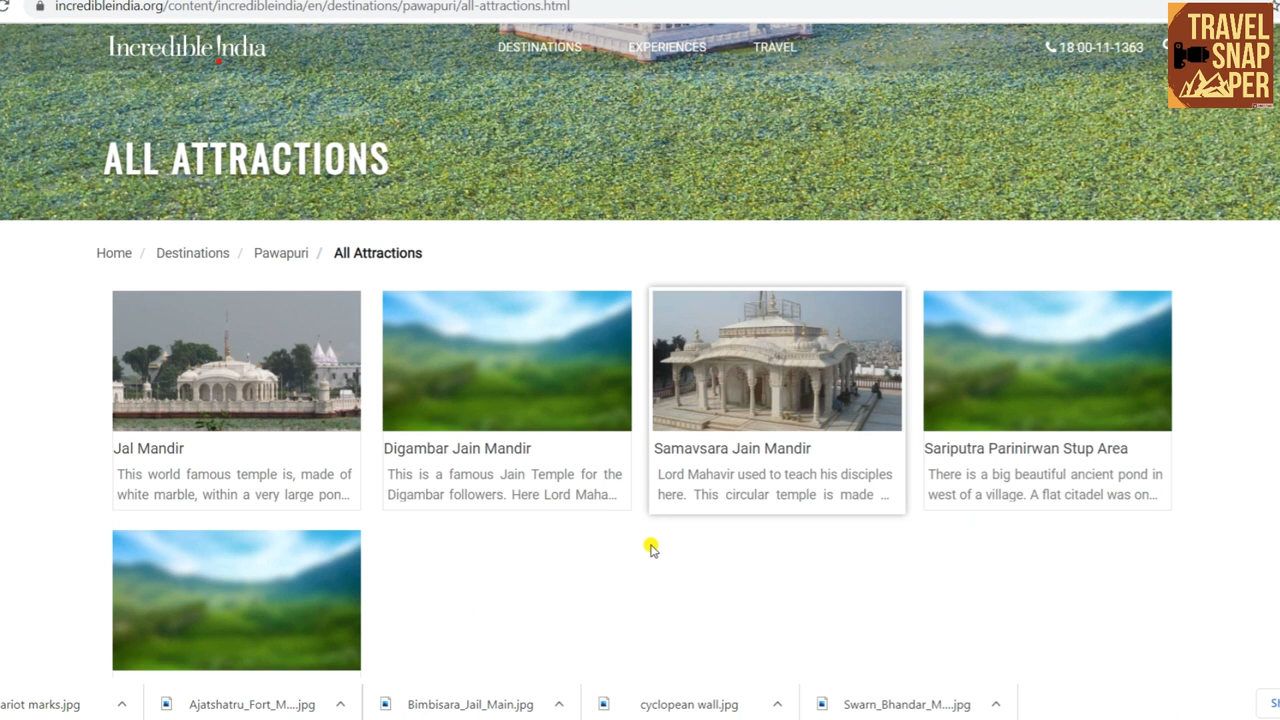 incredibleindia.org/content/incredibleindia/en/destinations/pawapuri/all-attractions.html
Incredible !ndia
DESTINATIONS
EXPERIENCES
TRAVEL
18 00-11-1363
TRAVEL
SNAP
PER
ALL ATTRACTIONS
Home / Destinations / Pawapuri / All Attractions
Jal Mandir
This world famous temple is, made of
white marble, within a very large pon...
Digambar Jain Mandir
This is a famous Jain Temple for the
Digambar followers. Here Lord Maha...
Samavsara Jain Mandir
Lord Mahavir used to teach his disciples
here. This circular temple is made ...
Sariputra Parinirwan Stup Area
There is a big beautiful ancient pond in
west of a village. A flat citadel was on...
ariot marks.jpg
Ajatshatru_Fort_M....jpg
Bimbisara_Jail_Main.jpg
cyclopean wall.jpg
Swarn_Bhandar_M....jpg